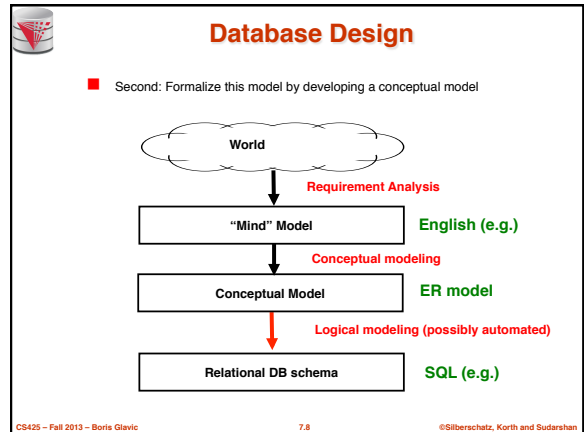 Database Design
Second: Formalize this model by developing a conceptual model
World
Requirement Analysis
“Mind” Model
English (e.g.)
Conceptual modeling
Conceptual Model
ER model
Logical modeling (possibly automated)
Relational DB schema
SQL (e.g.)
CS425 – Fall 2013 – Boris Glavic
7.8
©Silberschatz, Korth and Sudarshan